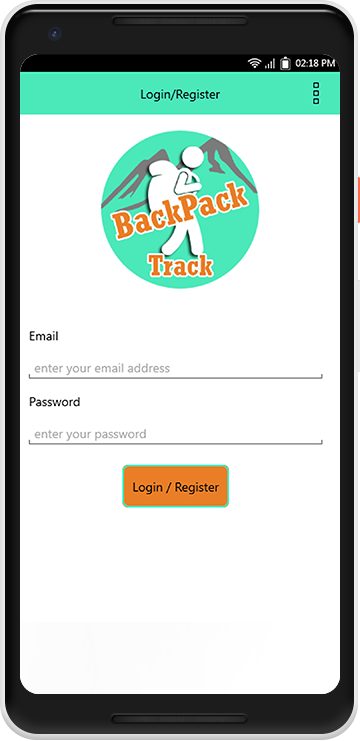 02:18 PM
Login/Register
BackPack
Track
Email
enter your email address
Password
enter your password
Login / Register